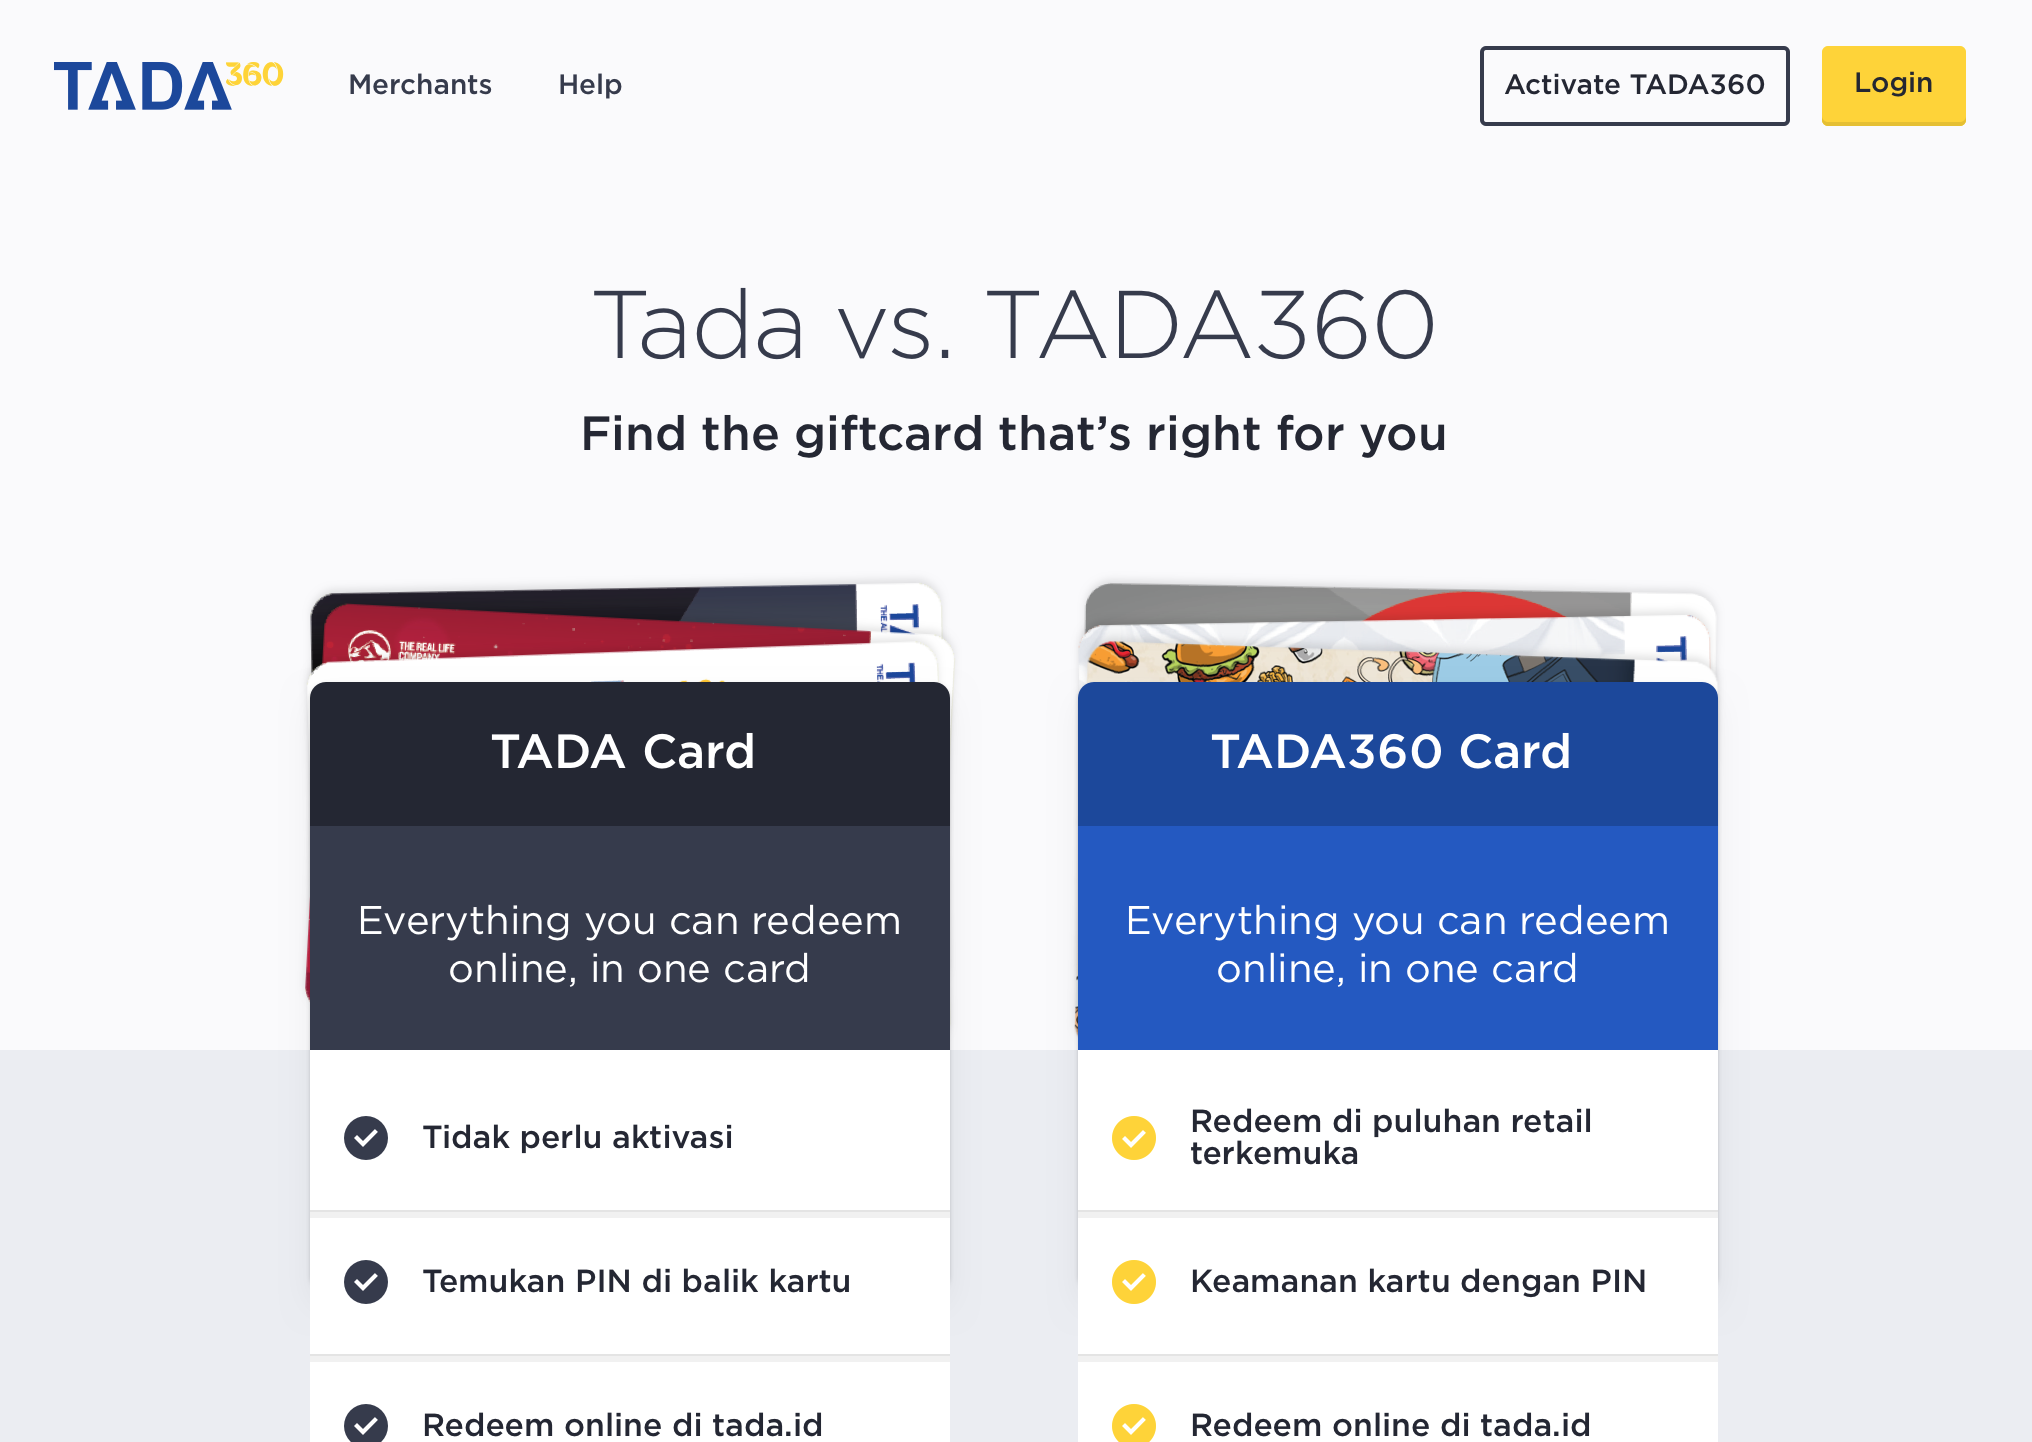 TADA360
Merchants
Help
Activate TADA360
Login
Tada vs. TADA360
Find the giftcard that’s right for you
THE REAL LIFE
COMPANY
TADA Card
Everything you can redeem
online, in one card
Tidak perlu aktivasi
Temukan PIN di balik kartu
Redeem online di tada.id
TADA360 Card
Everything you can redeem
online, in one card
Redeem di puluhan retail
terkemuka
Keamanan kartu dengan PIN
Redeem online di tada.id